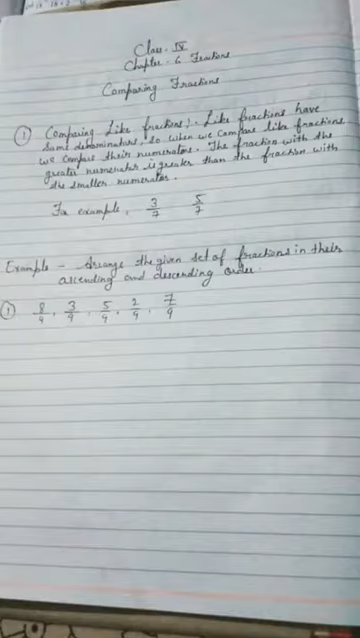 Class - IV
Chapter - 6 Fractions
Comparing Fractions
① Comparing Like fractions:- Like fractions have
same denominators, so when we compare like fractions
we compare their numerators. The fraction with the
greater numerator is greater than the fraction with
the smaller numerator.
For example, 3/7 5/7
Example - Arrange the given set of fractions in their
ascending and descending order.
① 8/9, 3/9, 5/9, 2/9, 7/9